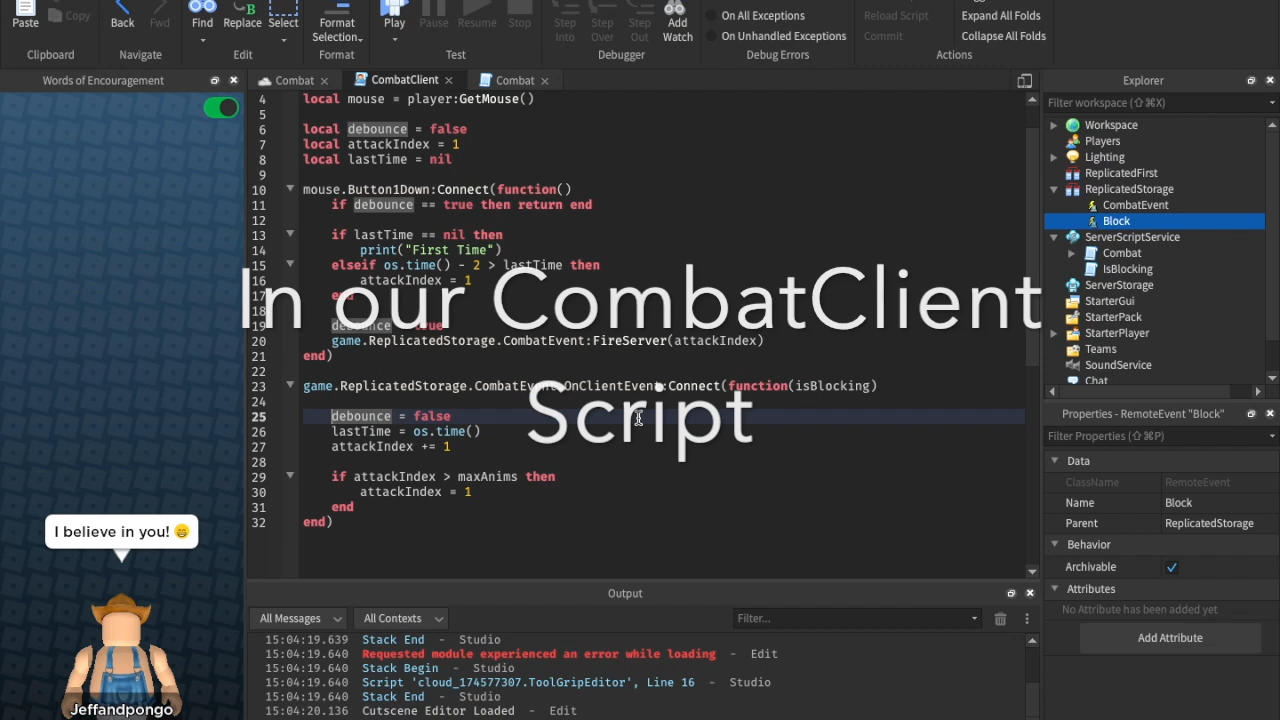 Paste
Copy
Clipboard
Back
Fwd
Navigate
Find
Replace
Select
Edit
Format
Selection
Format
Play
Pause
Resume
Stop
Test
Step
Into
Step
Over
Step
Out
Add
Watch
Debugger
On All Exceptions
On Unhandled Exceptions
Debug Errors
Reload Script
Commit
Expand All Folds
Collapse All Folds
Actions
Words of Encouragement
I believe in you! 😄
Jeffandpongo
Combat
CombatClient
Combat
4 local mouse = player:GetMouse()
5
6 local debounce = false
7 local attackIndex = 1
8 local lastTime = nil
9
10 mouse.Button1Down:Connect(function()
11 if debounce == true then return end
12
13 if lastTime == nil then
14 print("First Time")
15 elseif os.time() - 2 > lastTime then
16 attackIndex = 1
17 end
18
19 debounce = true
20 game.ReplicatedStorage.CombatEvent:FireServer(attackIndex)
21 end)
22
23 game.ReplicatedStorage.CombatEvent.OnClientEvent:Connect(function(isBlocking)
24
25 debounce = false
26 lastTime = os.time()
27 attackIndex += 1
28
29 if attackIndex > maxAnims then
30 attackIndex = 1
31 end
32 end)
In our CombatClient
Script
Output
All Messages
All Contexts
Filter...
15:04:19.639 Stack End - Studio
15:04:19.640 Requested module experienced an error while loading - Edit
15:04:19.640 Stack Begin - Studio
15:04:19.640 Script 'cloud_174577307.ToolGripEditor', Line 16 - Studio
15:04:19.640 Stack End - Studio
15:04:20.136 Cutscene Editor Loaded - Edit
Explorer
Filter workspace (⇧⌘X)
Workspace
Players
Lighting
ReplicatedFirst
ReplicatedStorage
CombatEvent
Block
ServerScriptService
Combat
IsBlocking
ServerStorage
StarterGui
StarterPack
StarterPlayer
Teams
SoundService
Chat
Properties - RemoteEvent "Block"
Filter Properties (⇧⌘P)
Data
ClassName RemoteEvent
Name Block
Parent ReplicatedStorage
Behavior
Archivable
Attributes
No Attribute has been added yet
Add Attribute